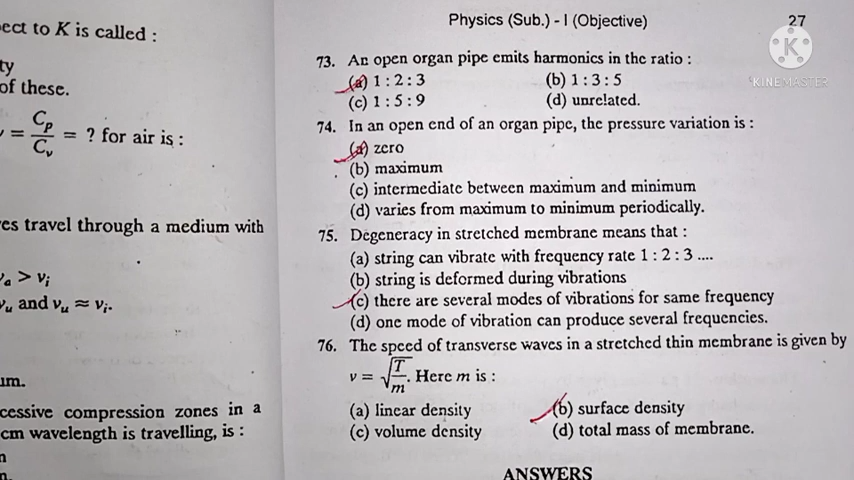 ect to K is called :
ty
of these.
= Cp/Cv = ? for air is :
es travel through a medium with
va > vi
vu and vu ≈ vi.
um.
cessive compression zones in a
cm wavelength is travelling, is :
n
Physics (Sub.) - I (Objective) 27
K
KINEMASTER
73. An open organ pipe emits harmonics in the ratio :
(a) 1 : 2 : 3 (b) 1 : 3 : 5
(c) 1 : 5 : 9 (d) unrelated.
74. In an open end of an organ pipe, the pressure variation is :
(a) zero
(b) maximum
(c) intermediate between maximum and minimum
(d) varies from maximum to minimum periodically.
75. Degeneracy in stretched membrane means that :
(a) string can vibrate with frequency rate 1 : 2 : 3 ....
(b) string is deformed during vibrations
(c) there are several modes of vibrations for same frequency
(d) one mode of vibration can produce several frequencies.
76. The speed of transverse waves in a stretched thin membrane is given by
v = √(T/m). Here m is :
(a) linear density (b) surface density
(c) volume density (d) total mass of membrane.
ANSWERS